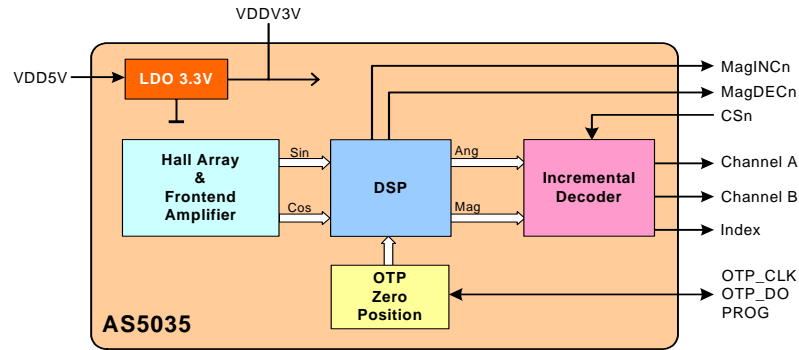 VDDV3V
VDD5V
LDO 3.3V
MagINCn
MagDECn
CSn
Hall Array
&
Frontend
Amplifier
Sin
Cos
DSP
Ang
Mag
Incremental
Decoder
Channel A
Channel B
Index
OTP
Zero
Position
OTP_CLK
OTP_DO
PROG
AS5035